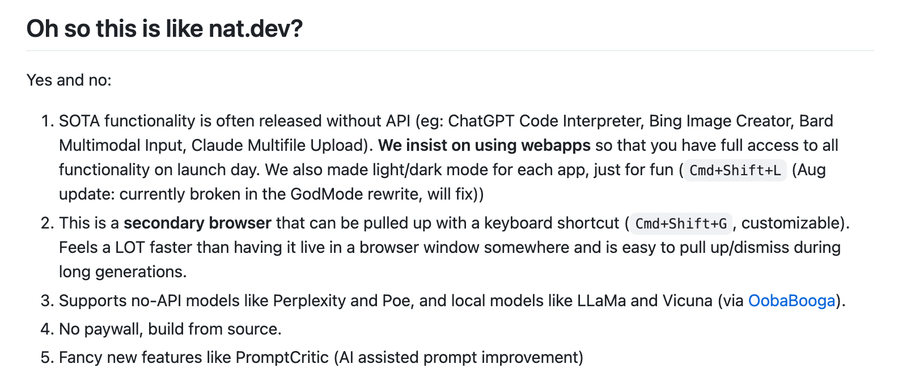 Oh so this is like nat.dev?
Yes and no:
1. SOTA functionality is often released without API (eg: ChatGPT Code Interpreter, Bing Image Creator, Bard
Multimodal Input, Claude Multifile Upload). We insist on using webapps so that you have full access to all
functionality on launch day. We also made light/dark mode for each app, just for fun ( Cmd+Shift+L (Aug
update: currently broken in the GodMode rewrite, will fix))
2. This is a secondary browser that can be pulled up with a keyboard shortcut ( Cmd+Shift+G , customizable).
Feels a LOT faster than having it live in a browser window somewhere and is easy to pull up/dismiss during
long generations.
3. Supports no-API models like Perplexity and Poe, and local models like LLaMa and Vicuna (via OobaBooga).
4. No paywall, build from source.
5. Fancy new features like PromptCritic (AI assisted prompt improvement)